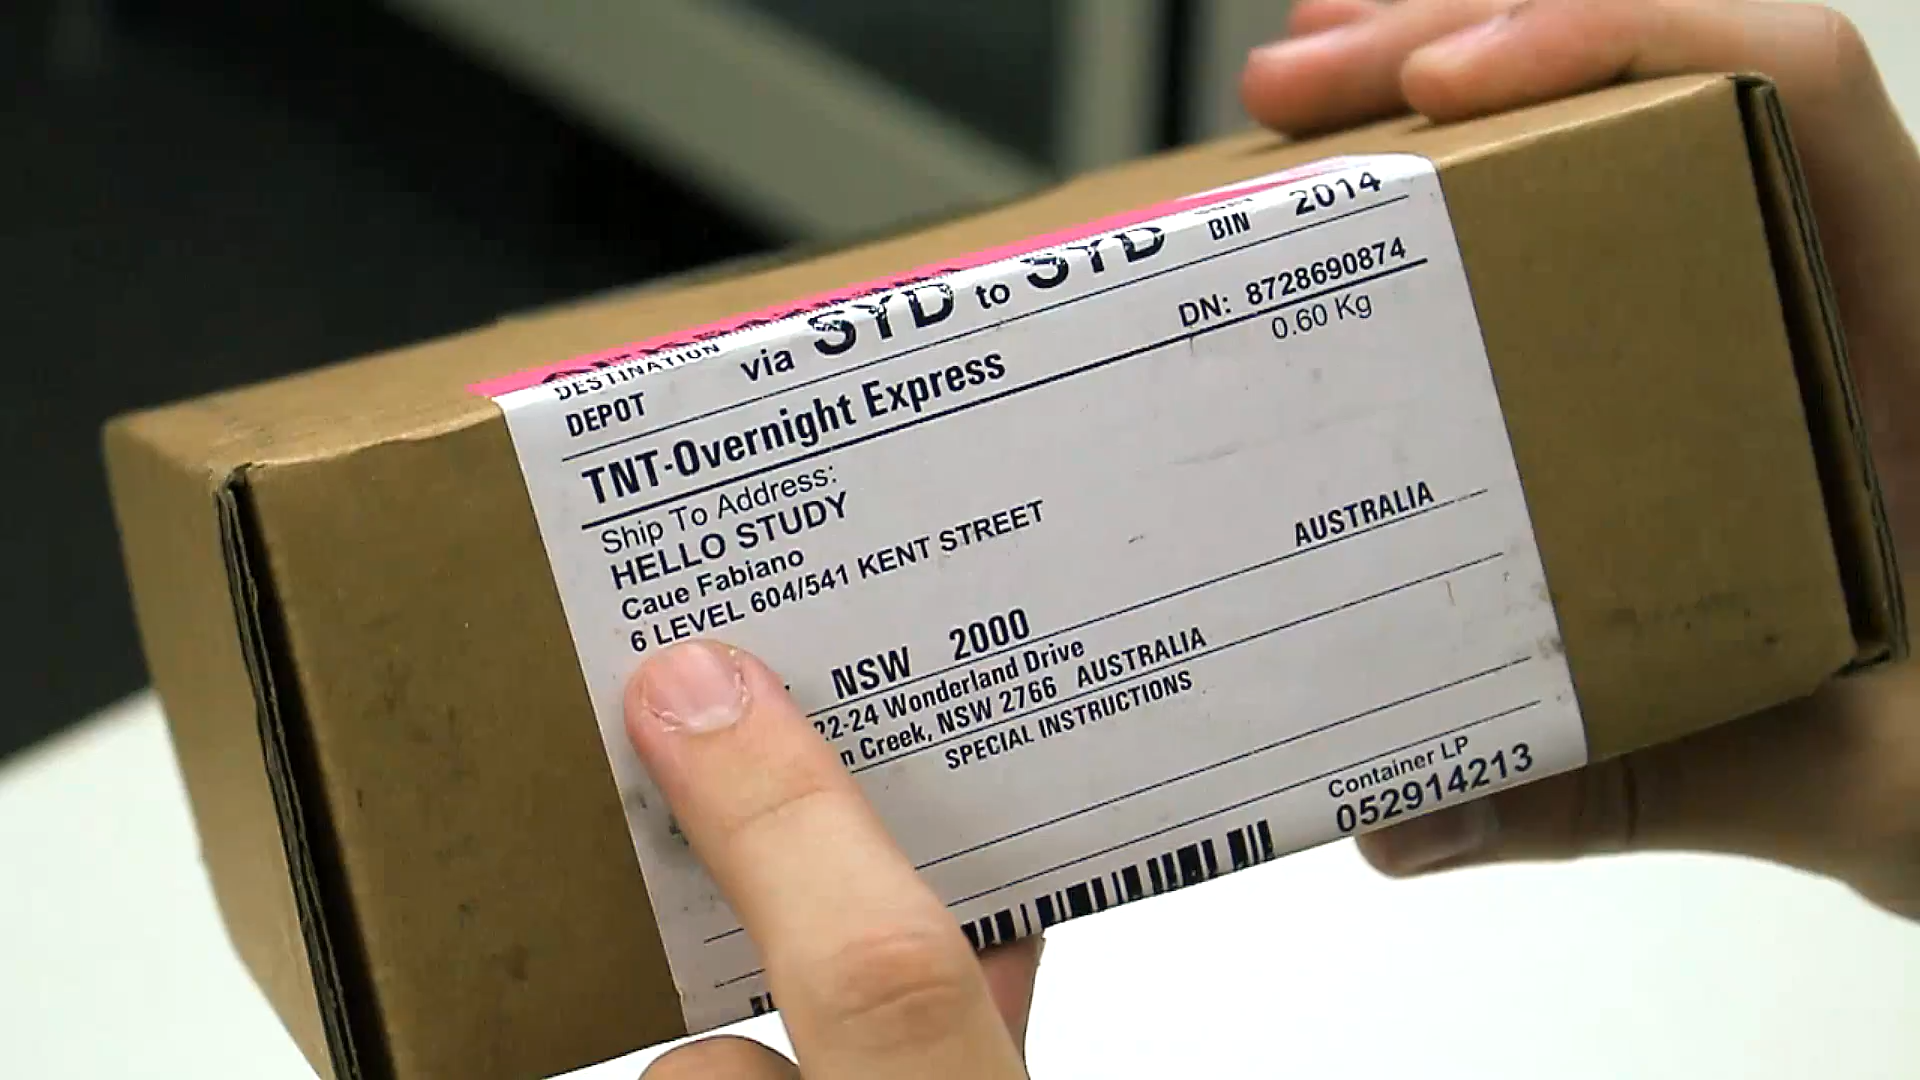 DESTINATION
DEPOT via SYD to SYD BIN 2014
TNT-Overnight Express DN: 8728690874
0.60 Kg
Ship To Address:
HELLO STUDY
Caue Fabiano
6 LEVEL 604/541 KENT STREET
AUSTRALIA
NSW 2000
22-24 Wonderland Drive
Creek, NSW 2766 AUSTRALIA
SPECIAL INSTRUCTIONS
Container LP
052914213